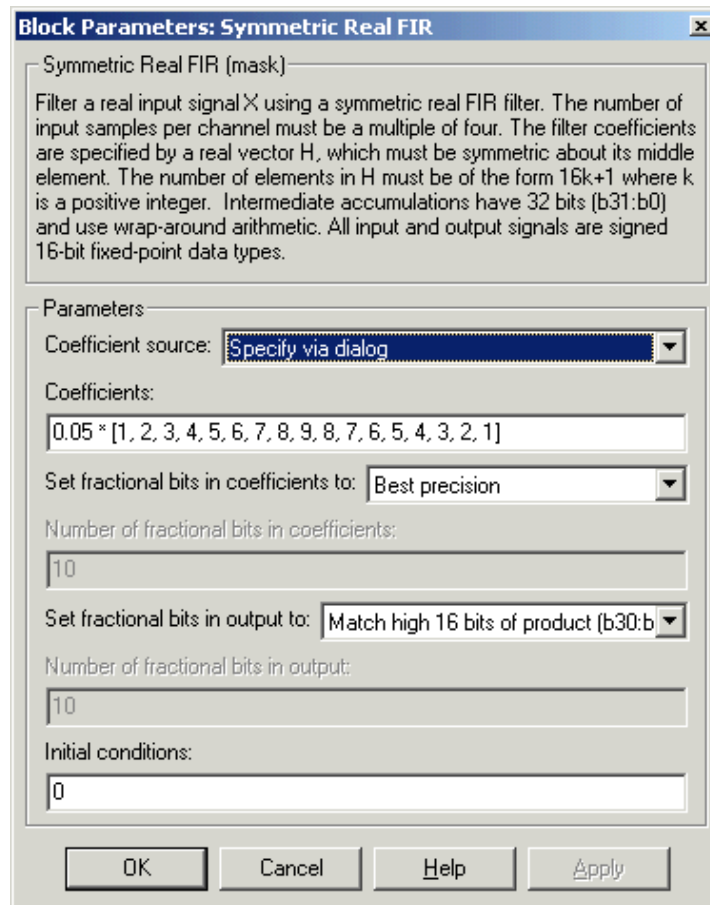 Block Parameters: Symmetric Real FIR
Symmetric Real FIR (mask)
Filter a real input signal X using a symmetric real FIR filter. The number of
input samples per channel must be a multiple of four. The filter coefficients
are specified by a real vector H, which must be symmetric about its middle
element. The number of elements in H must be of the form 16k+1 where k
is a positive integer.  Intermediate accumulations have 32 bits (b31:b0)
and use wrap-around arithmetic. All input and output signals are signed
16-bit fixed-point data types.
Parameters
Coefficient source: Specify via dialog
Coefficients:
0.05 * [1, 2, 3, 4, 5, 6, 7, 8, 9, 8, 7, 6, 5, 4, 3, 2, 1]
Set fractional bits in coefficients to: Best precision
Number of fractional bits in coefficients:
10
Set fractional bits in output to: Match high 16 bits of product (b30:b
Number of fractional bits in output:
10
Initial conditions:
0
OK Cancel Help Apply